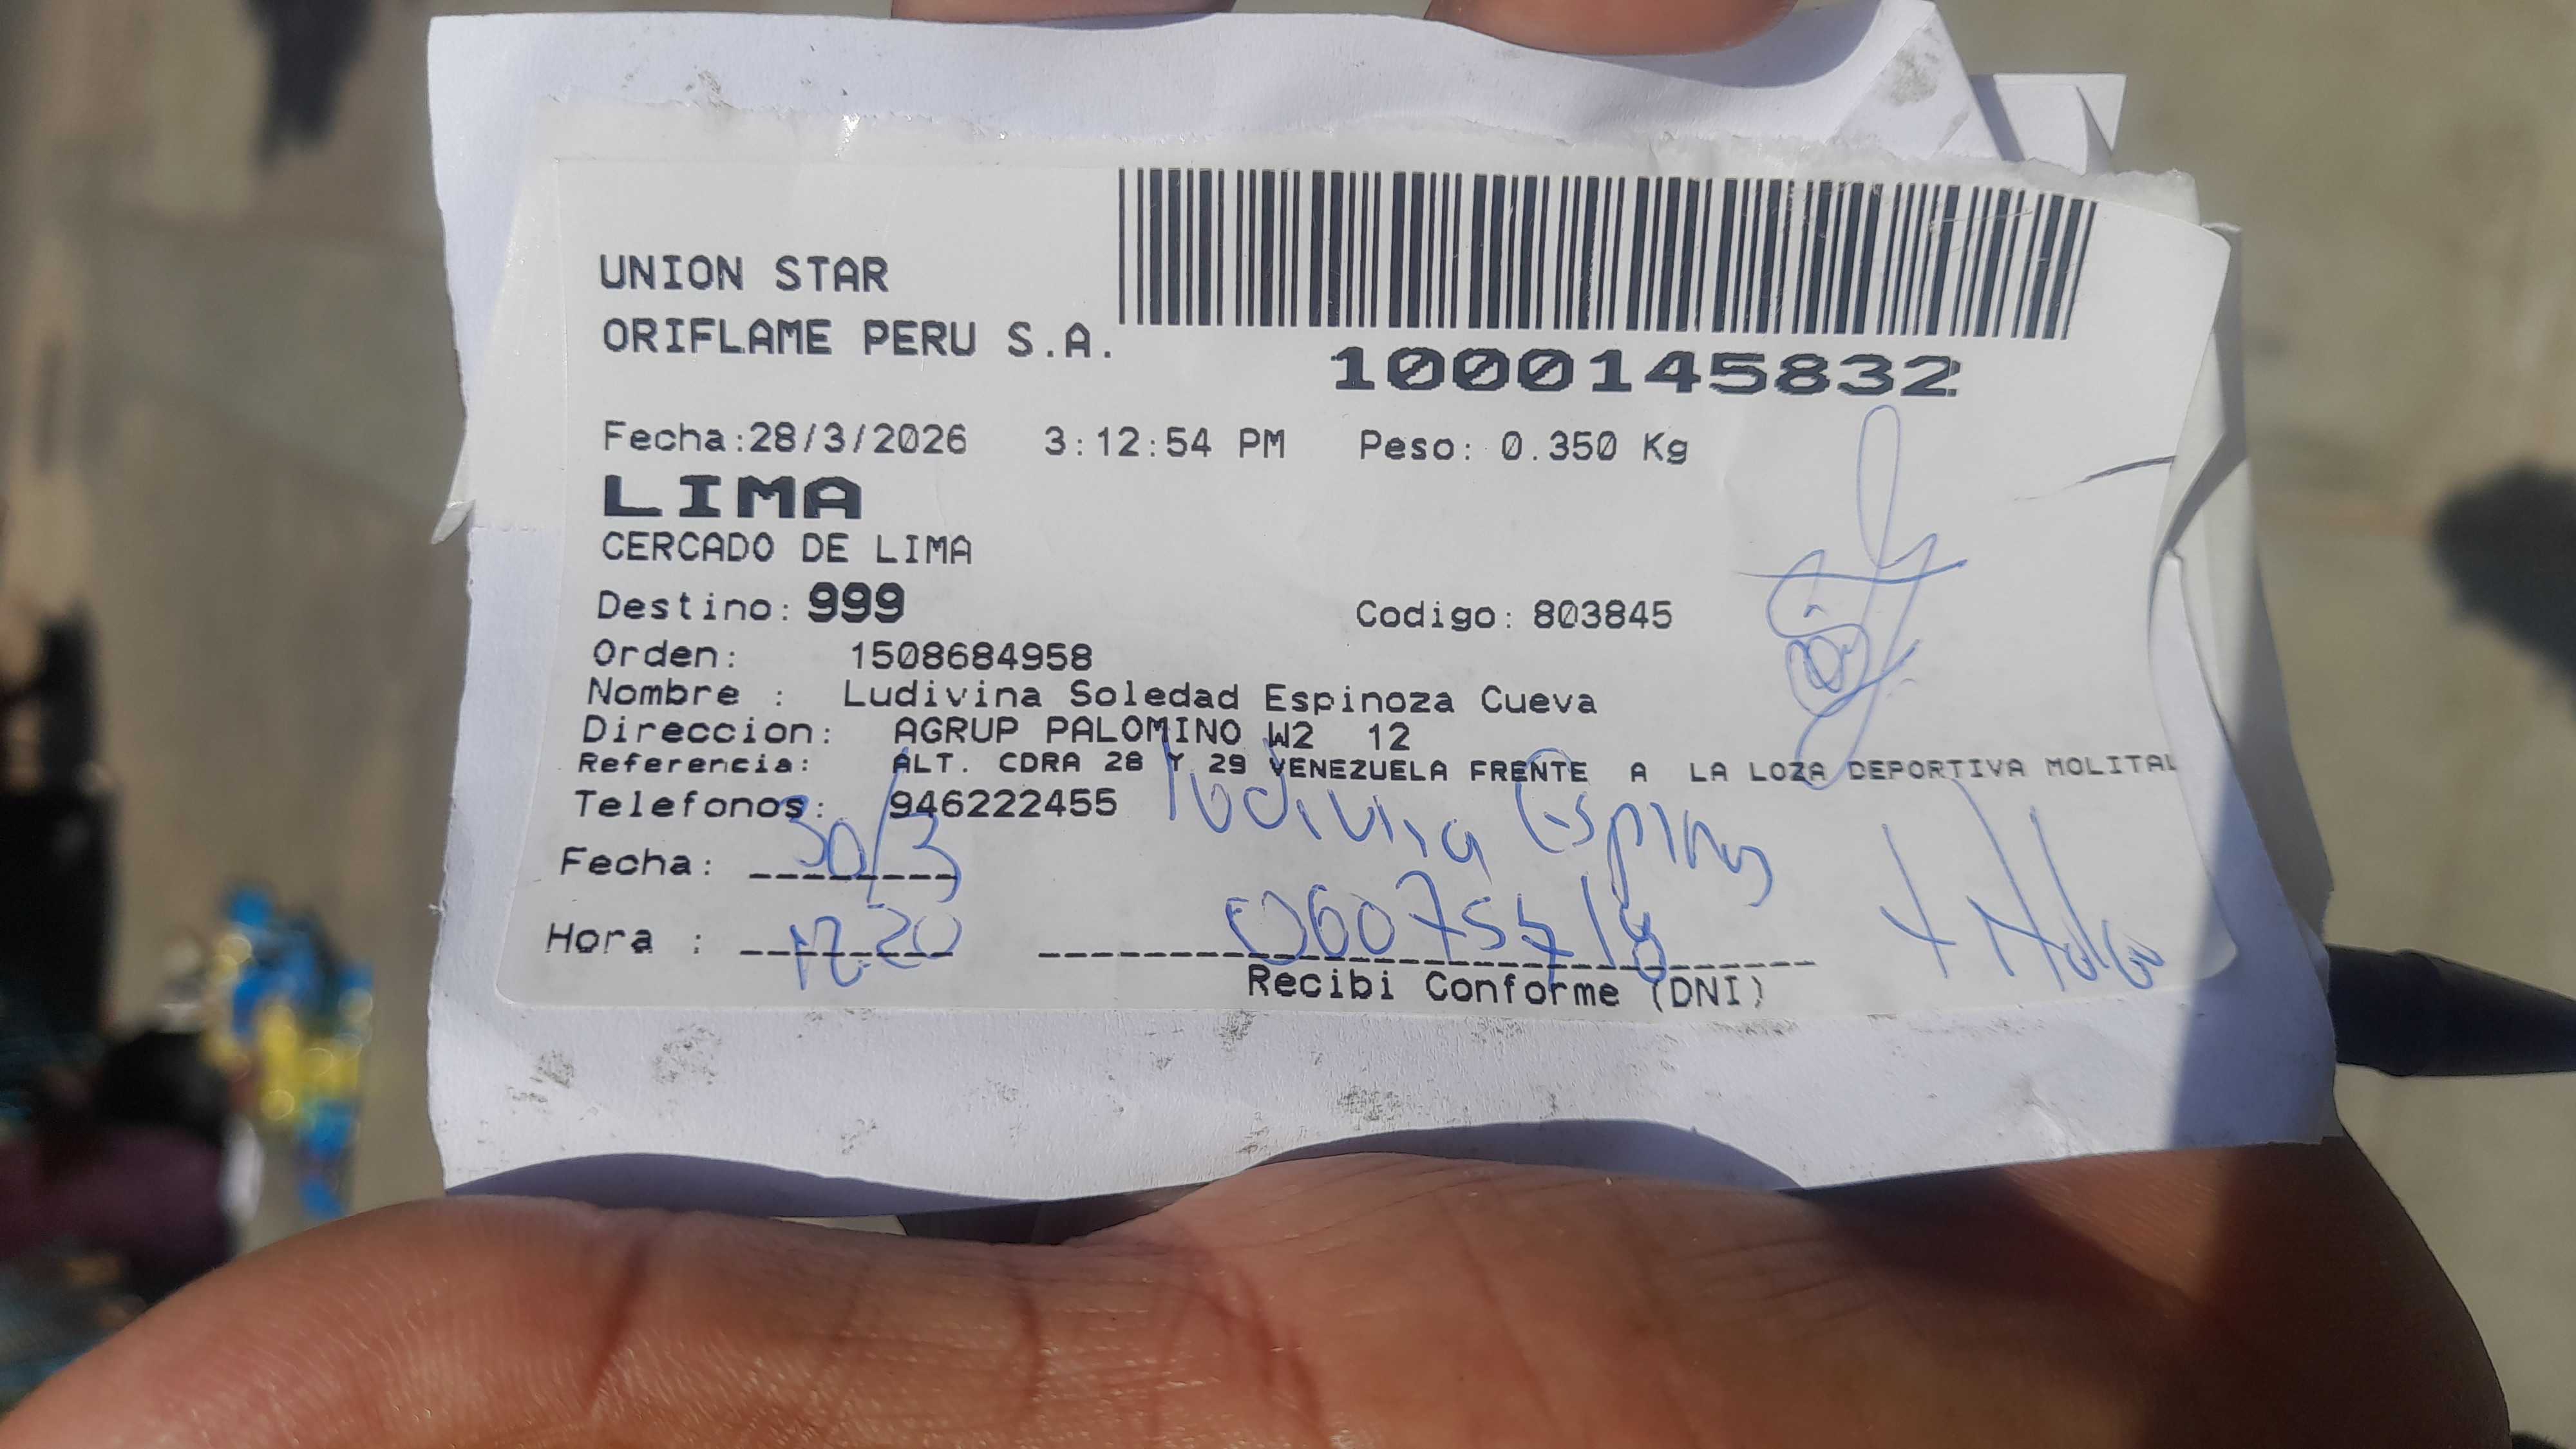 UNION STAR
ORIFLAME PERU S.A.
1000145832
Fecha:28/3/2026 3:12:54 PM Peso: 0.350 Kg
LIMA
CERCADO DE LIMA
Destino: 999 Codigo: 803845
Orden: 1508684958
Nombre : Ludivina Soledad Espinoza Cueva
Direccion: AGRUP PALOMINO W2 12
Referencia: ALT. CDRA 28 Y 29 VENEZUELA FRENTE A LA LOZA DEPORTIVA MOLITAL
Telefonos: 946222455
ludivina
Fecha: 30/3
Hora : 12:20
Recibi Conforme (DNI)